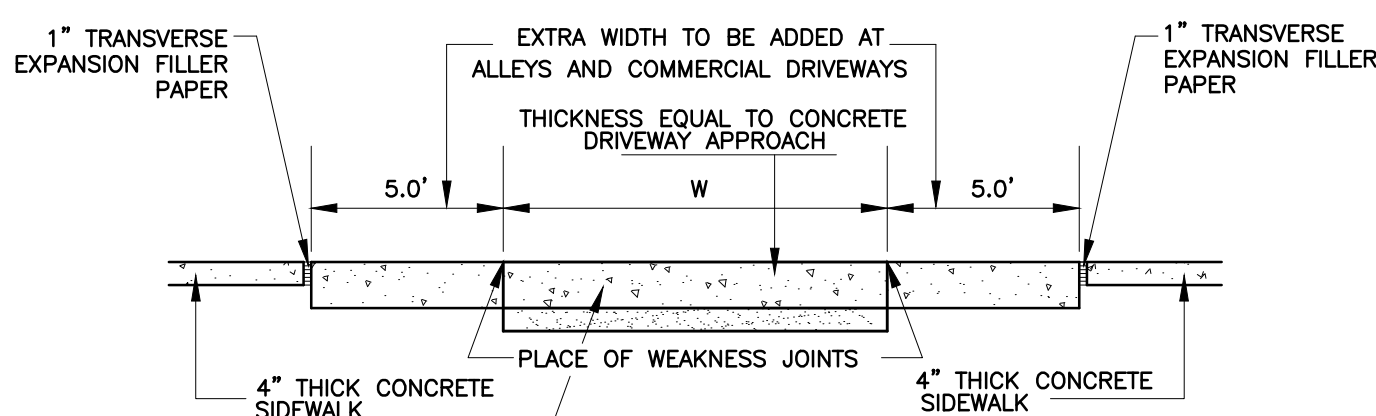 1" TRANSVERSE
EXPANSION FILLER
PAPER
EXTRA WIDTH TO BE ADDED AT
ALLEYS AND COMMERCIAL DRIVEWAYS
1" TRANSVERSE
EXPANSION FILLER
PAPER
THICKNESS EQUAL TO CONCRETE
DRIVEWAY APPROACH
5.0'
W
5.0'
PLACE OF WEAKNESS JOINTS
4" THICK CONCRETE
SIDEWALK
4" THICK CONCRETE
SIDEWALK